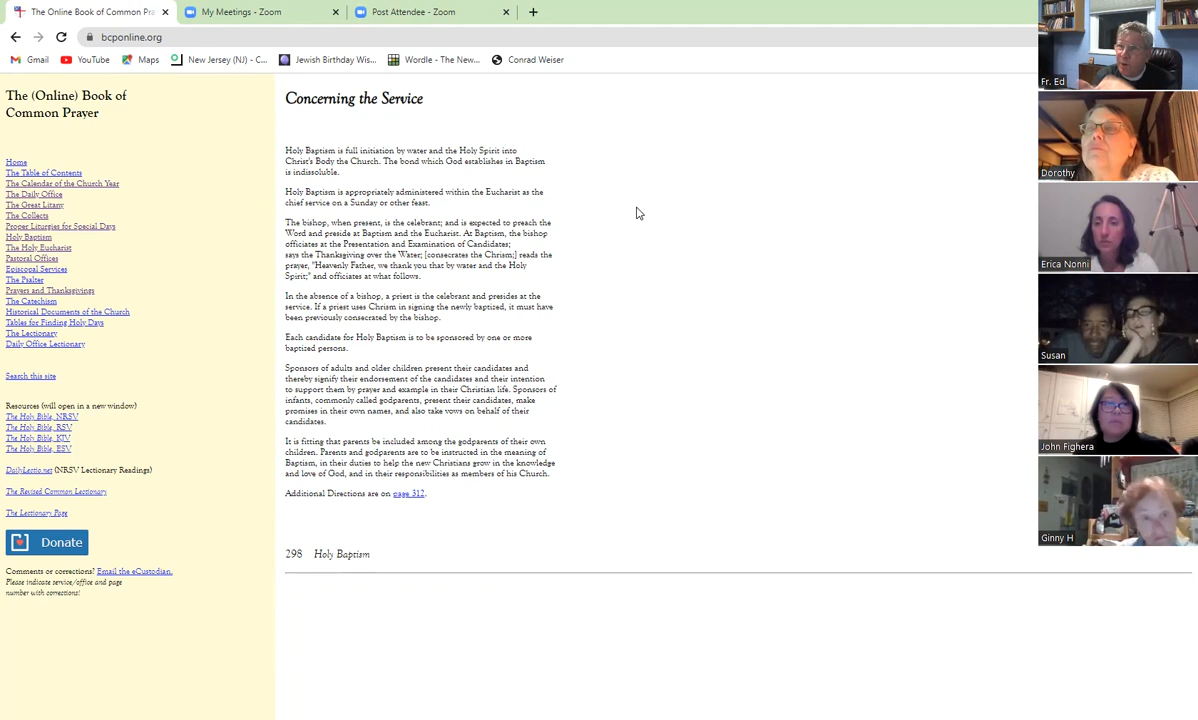 The Online Book of Common Pra
My Meetings - Zoom
Post Attendee - Zoom
bcponline.org
Gmail
YouTube
Maps
New Jersey (NJ) - C...
Jewish Birthday Wis...
Wordle - The New...
Conrad Weiser
The (Online) Book of
Common Prayer
Home
The Table of Contents
The Calendar of the Church Year
The Daily Office
The Great Litany
The Collects
Proper Liturgies for Special Days
Holy Baptism
The Holy Eucharist
Pastoral Offices
Episcopal Services
The Psalter
Prayers and Thanksgivings
The Catechism
Historical Documents of the Church
Tables for Finding Holy Days
The Lectionary
Daily Office Lectionary
Search this site
Resources (will open in a new window)
The Holy Bible, NRSV
The Holy Bible, RSV
The Holy Bible, KJV
The Holy Bible, ESV
DailyLectio.net (NRSV Lectionary Readings)
The Revised Common Lectionary
The Lectionary Page
Donate
Comments or corrections? Email the eCustodian.
Please indicate service/office and page
number with corrections!
Concerning the Service
Holy Baptism is full initiation by water and the Holy Spirit into
Christ's Body the Church. The bond which God establishes in Baptism
is indissoluble.
Holy Baptism is appropriately administered within the Eucharist as the
chief service on a Sunday or other feast.
The bishop, when present, is the celebrant; and is expected to preach the
Word and preside at Baptism and the Eucharist. At Baptism, the bishop
officiates at the Presentation and Examination of Candidates;
says the Thanksgiving over the Water; [consecrates the Chrism;] reads the
prayer, "Heavenly Father, we thank you that by water and the Holy
Spirit;" and officiates at what follows.
In the absence of a bishop, a priest is the celebrant and presides at the
service. If a priest uses Chrism in signing the newly baptized, it must have
been previously consecrated by the bishop.
Each candidate for Holy Baptism is to be sponsored by one or more
baptized persons.
Sponsors of adults and older children present their candidates and
thereby signify their endorsement of the candidates and their intention
to support them by prayer and example in their Christian life. Sponsors of
infants, commonly called godparents, present their candidates, make
promises in their own names, and also take vows on behalf of their
candidates.
It is fitting that parents be included among the godparents of their own
children. Parents and godparents are to be instructed in the meaning of
Baptism, in their duties to help the new Christians grow in the knowledge
and love of God, and in their responsibilities as members of his Church.
Additional Directions are on page 312.
298 Holy Baptism
Fr. Ed
Dorothy
Erica Nonni
Susan
John Fighera
Ginny H